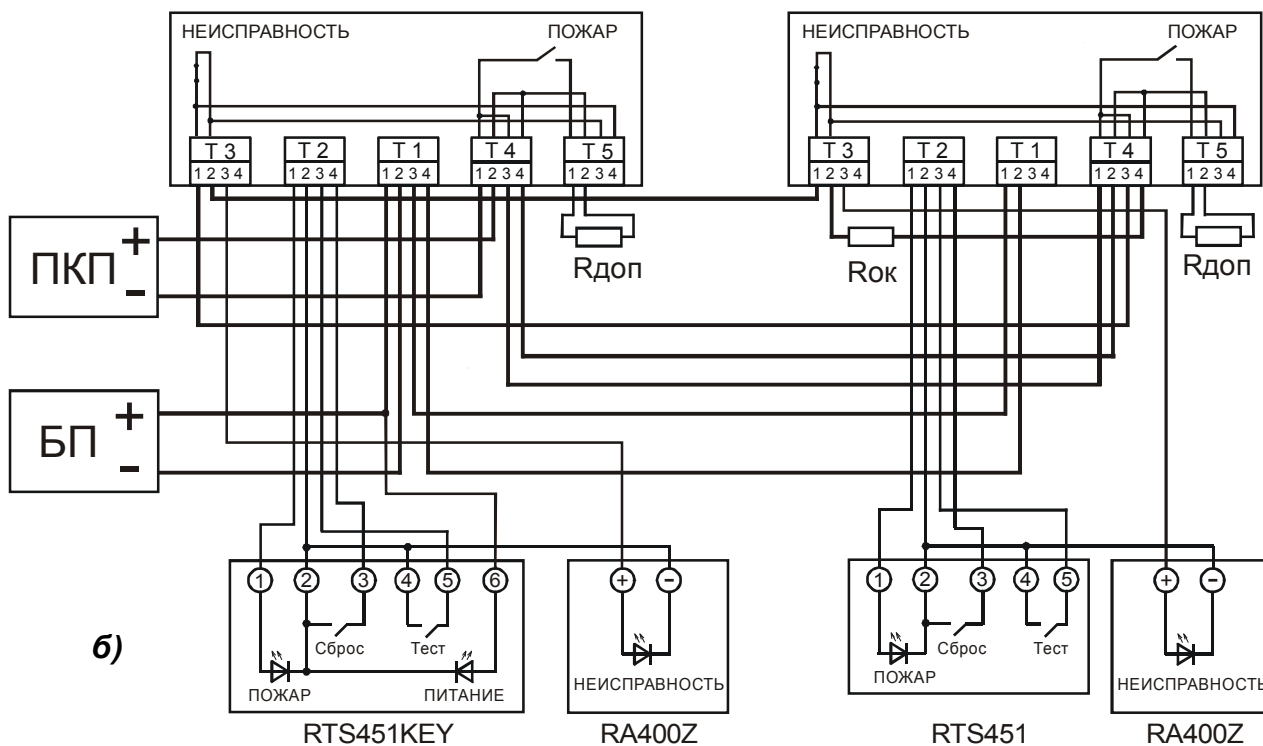 НЕИСПРАВНОСТЬ ПОЖАР НЕИСПРАВНОСТЬ ПОЖАР
Т 3 Т 2 Т 1 Т 4 Т 5 Т 3 Т 2 Т 1 Т 4 Т 5
1 2 3 4 1 2 3 4 1 2 3 4 1 2 3 4 1 2 3 4 1 2 3 4 1 2 3 4 1 2 3 4 1 2 3 4 1 2 3 4
ПКП + −
Rдоп Rок Rдоп
БП + −
1 2 3 4 5 6 + − 1 2 3 4 5 + −
б)
Сброс Тест Сброс Тест
ПОЖАР ПИТАНИЕ НЕИСПРАВНОСТЬ ПОЖАР НЕИСПРАВНОСТЬ
RTS451KEY RA400Z RTS451 RA400Z